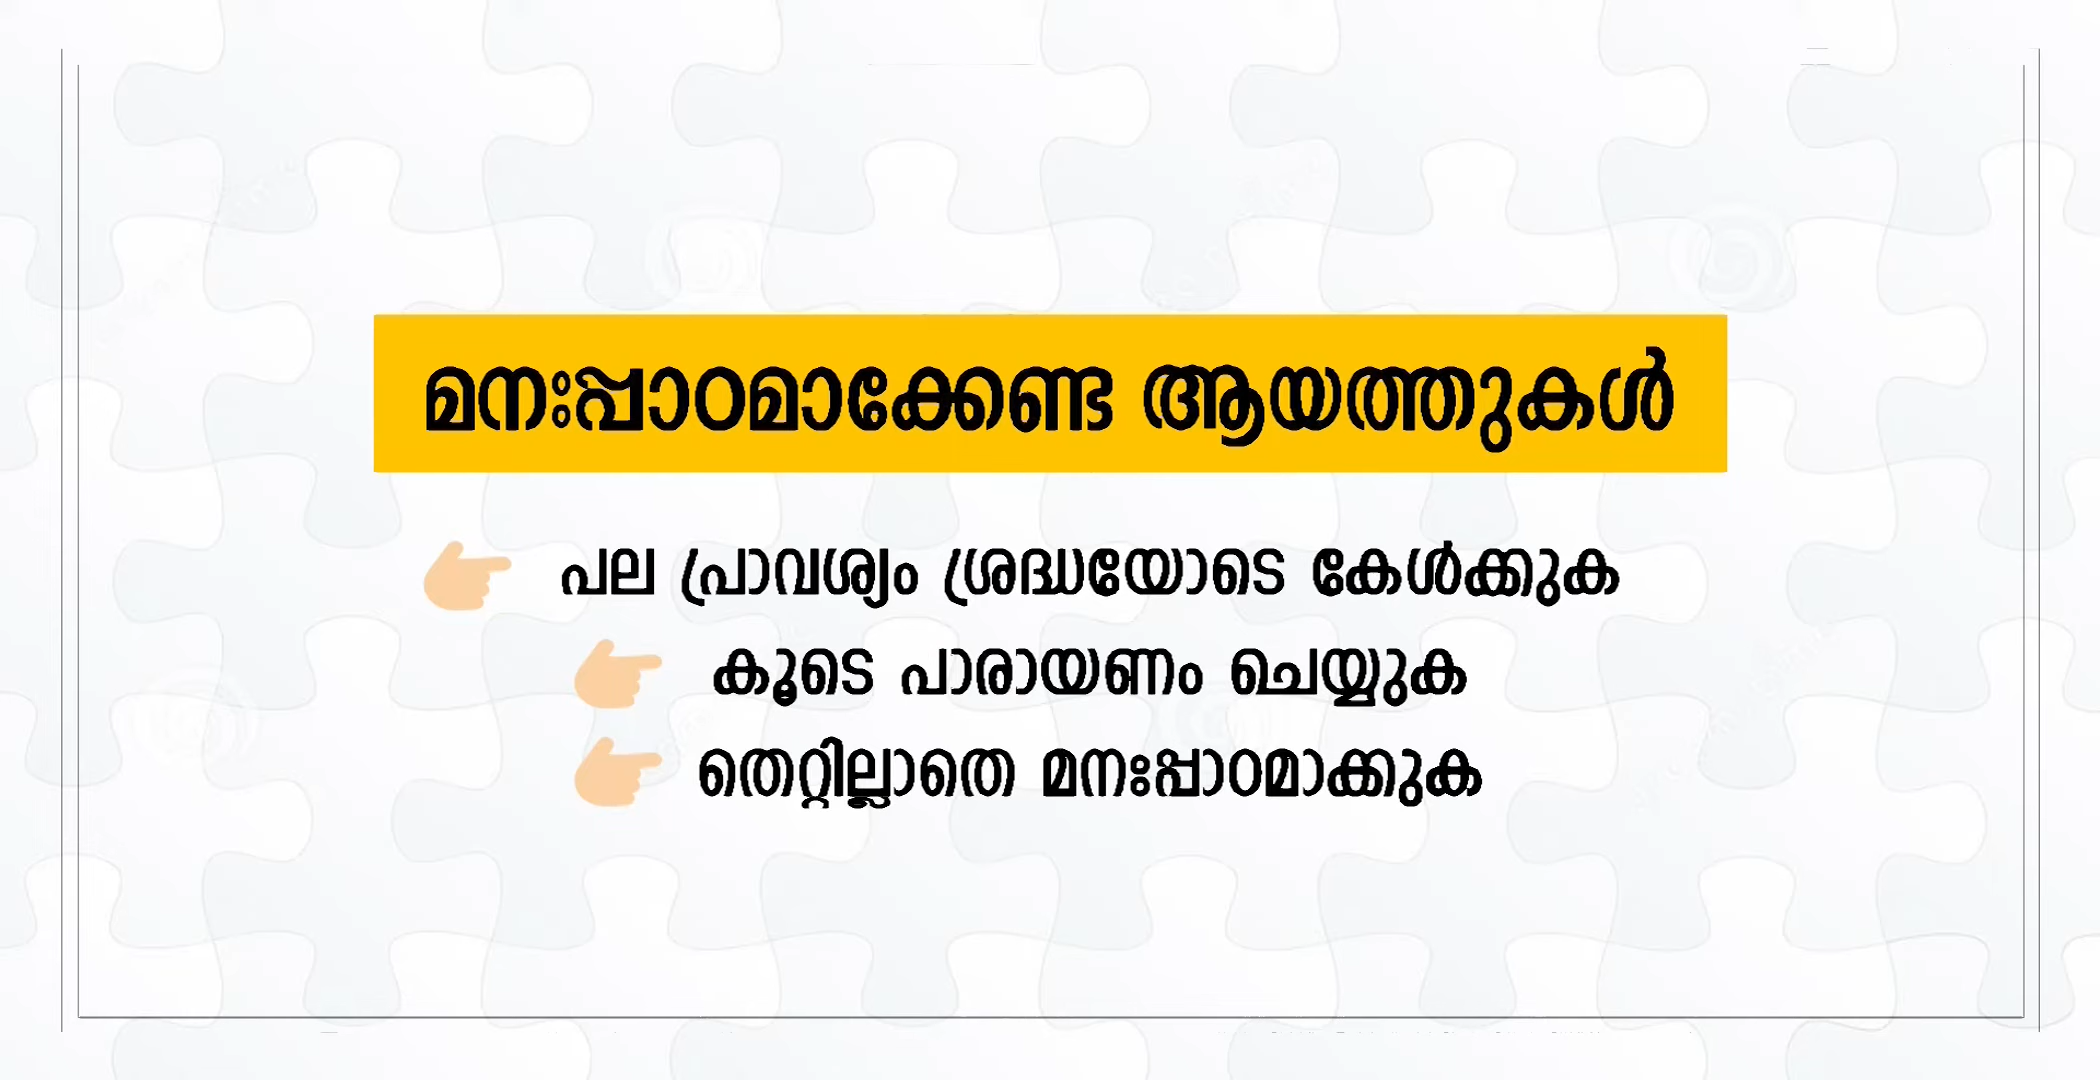 മനഃപ്പാഠമാക്കേണ്ട ആയത്തുകൾ
പല പ്രാവശ്യം ശ്രദ്ധയോടെ കേൾക്കുക
കൂടെ പാരായണം ചെയ്യുക
തെറ്റില്ലാതെ മനഃപ്പാഠമാക്കുക